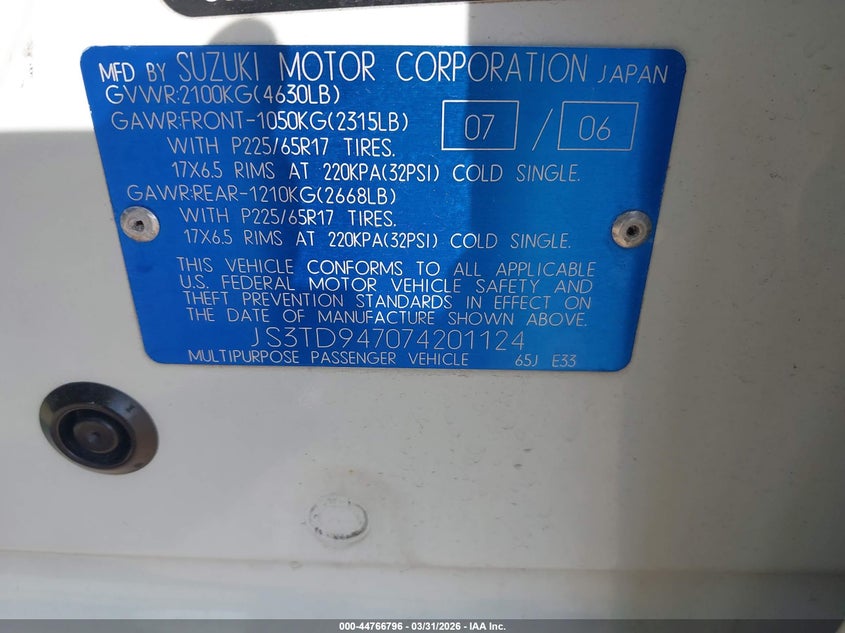 MFD BY SUZUKI MOTOR CORPORATION JAPAN
GVWR:2100KG(4630LB)
GAWR:FRONT-1050KG(2315LB) 07 / 06
WITH P225/65R17 TIRES.
17X6.5 RIMS AT 220KPA(32PSI) COLD SINGLE.
GAWR:REAR-1210KG(2668LB)
WITH P225/65R17 TIRES.
17X6.5 RIMS AT 220KPA(32PSI) COLD SINGLE.
THIS VEHICLE CONFORMS TO ALL APPLICABLE
U.S. FEDERAL MOTOR VEHICLE SAFETY AND
THEFT PREVENTION STANDARDS IN EFFECT ON
THE DATE OF MANUFACTURE SHOWN ABOVE.
JS3TD947074201124
MULTIPURPOSE PASSENGER VEHICLE 65J E33
000-44766796 - 03/31/2026 - IAA Inc.